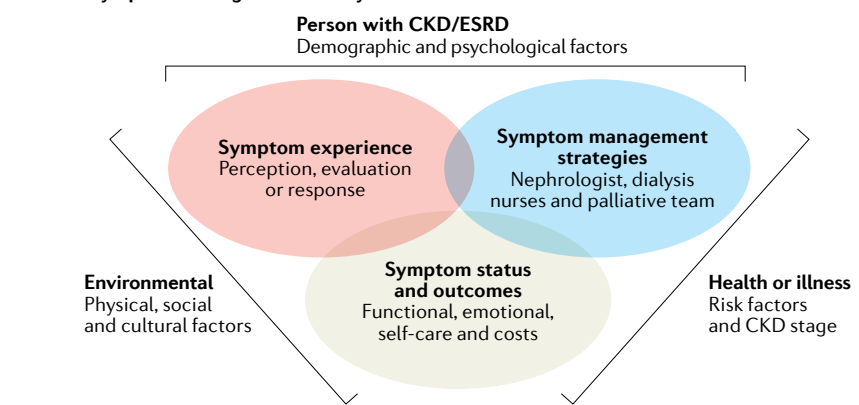 Person with CKD/ESRD
Demographic and psychological factors
Symptom experience
Perception, evaluation
or response
Symptom management
strategies
Nephrologist, dialysis
nurses and palliative team
Symptom status
and outcomes
Functional, emotional,
self-care and costs
Environmental
Physical, social
and cultural factors
Health or illness
Risk factors
and CKD stage